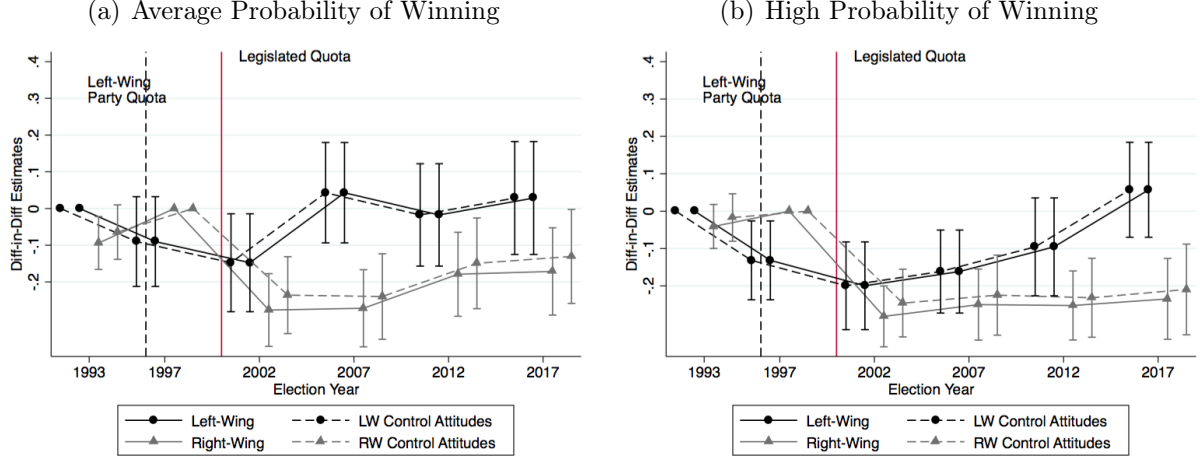 (a) Average Probability of Winning
Legislated Quota
Left-Wing
Party Quota
Diff-in-Diff Estimates
.4
.3
.2
.1
0
-.1
-.2
1993 1997 2002 2007 2012 2017
Election Year
Left-Wing LW Control Attitudes
Right-Wing RW Control Attitudes
(b) High Probability of Winning
Legislated Quota
Left-Wing
Party Quota
Diff-in-Diff Estimates
.4
.3
.2
.1
0
-.1
-.2
1993 1997 2002 2007 2012 2017
Election Year
Left-Wing LW Control Attitudes
Right-Wing RW Control Attitudes